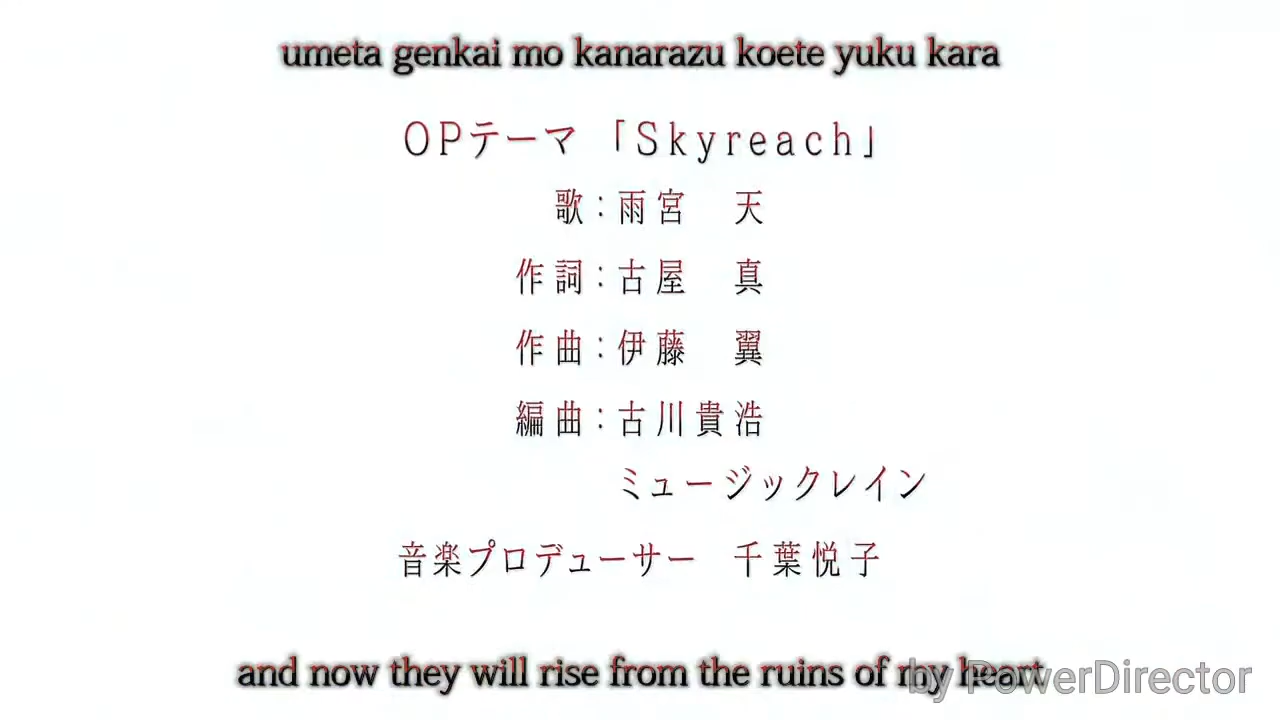 umeta genkai mo kanarazu koete yuku kara
OPテーマ「Skyreach」
歌：雨宮　天
作詞：古屋　真
作曲：伊藤　翼
編曲：古川貴浩
ミュージックレイン
音楽プロデューサー　千葉悦子
and now they will rise from the ruins of my heart
by PowerDirector